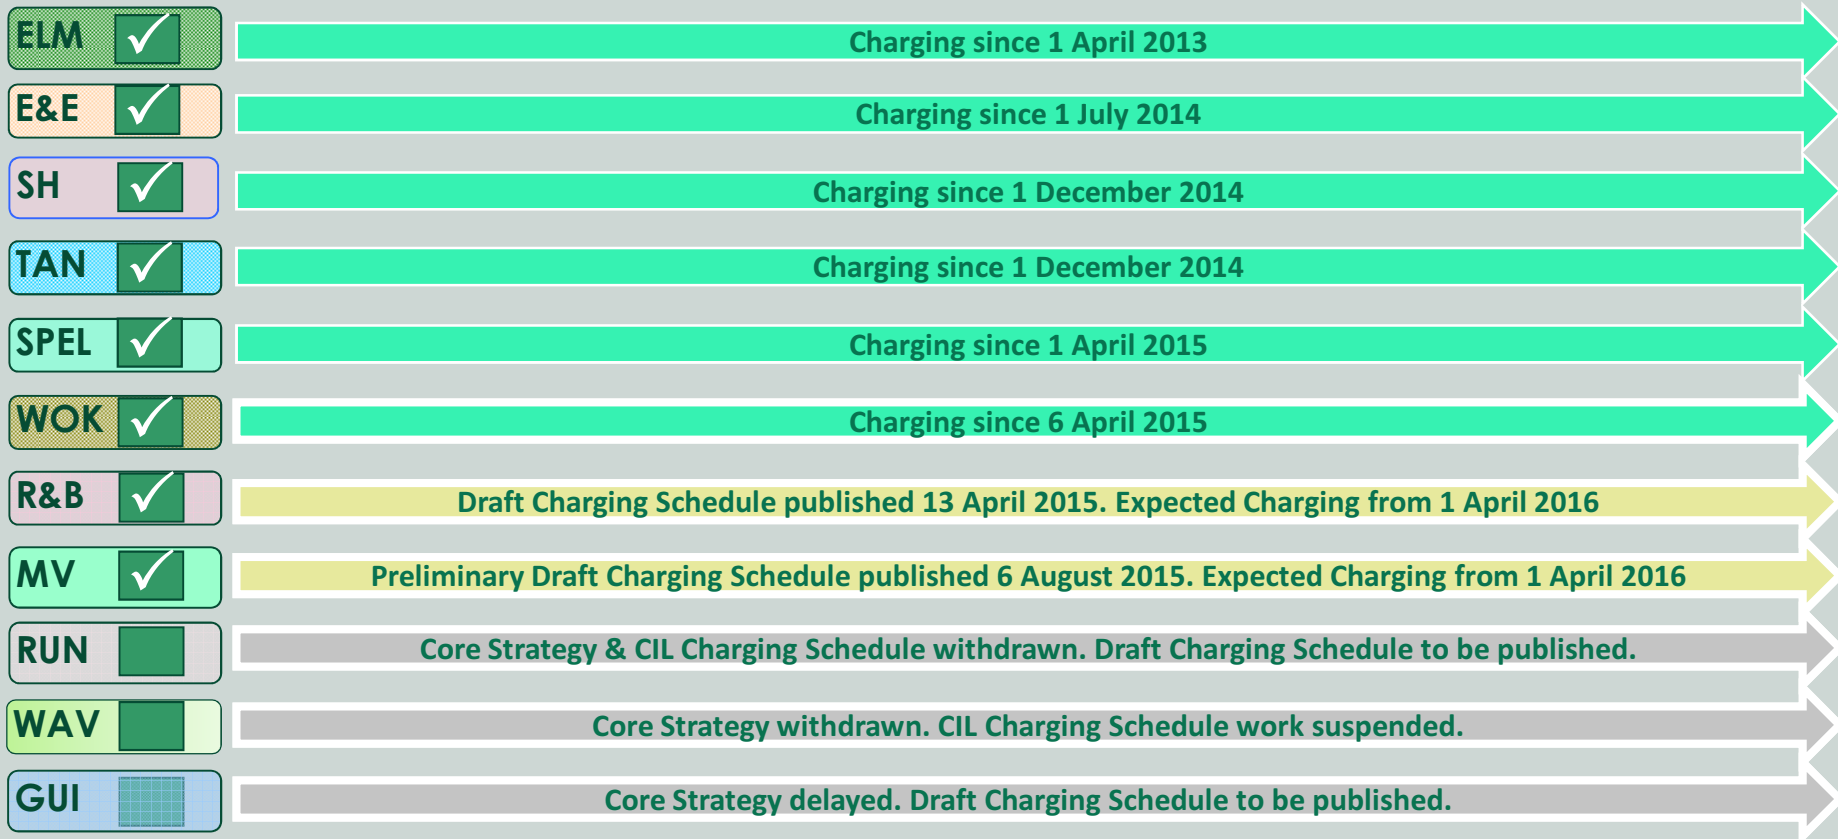 ELM
Charging since 1 April 2013
E&E
Charging since 1 July 2014
SH
Charging since 1 December 2014
TAN
Charging since 1 December 2014
SPEL
Charging since 1 April 2015
WOK
Charging since 6 April 2015
R&B
Draft Charging Schedule published 13 April 2015. Expected Charging from 1 April 2016
MV
Preliminary Draft Charging Schedule published 6 August 2015. Expected Charging from 1 April 2016
RUN
Core Strategy & CIL Charging Schedule withdrawn. Draft Charging Schedule to be published.
WAV
Core Strategy withdrawn. CIL Charging Schedule work suspended.
GUI
Core Strategy delayed. Draft Charging Schedule to be published.